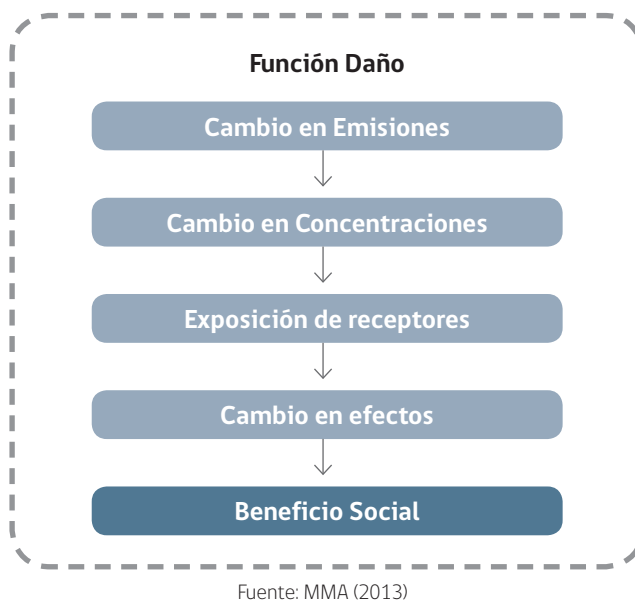 Función Daño
Cambio en Emisiones
Cambio en Concentraciones
Exposición de receptores
Cambio en efectos
Beneficio Social
Fuente: MMA (2013)